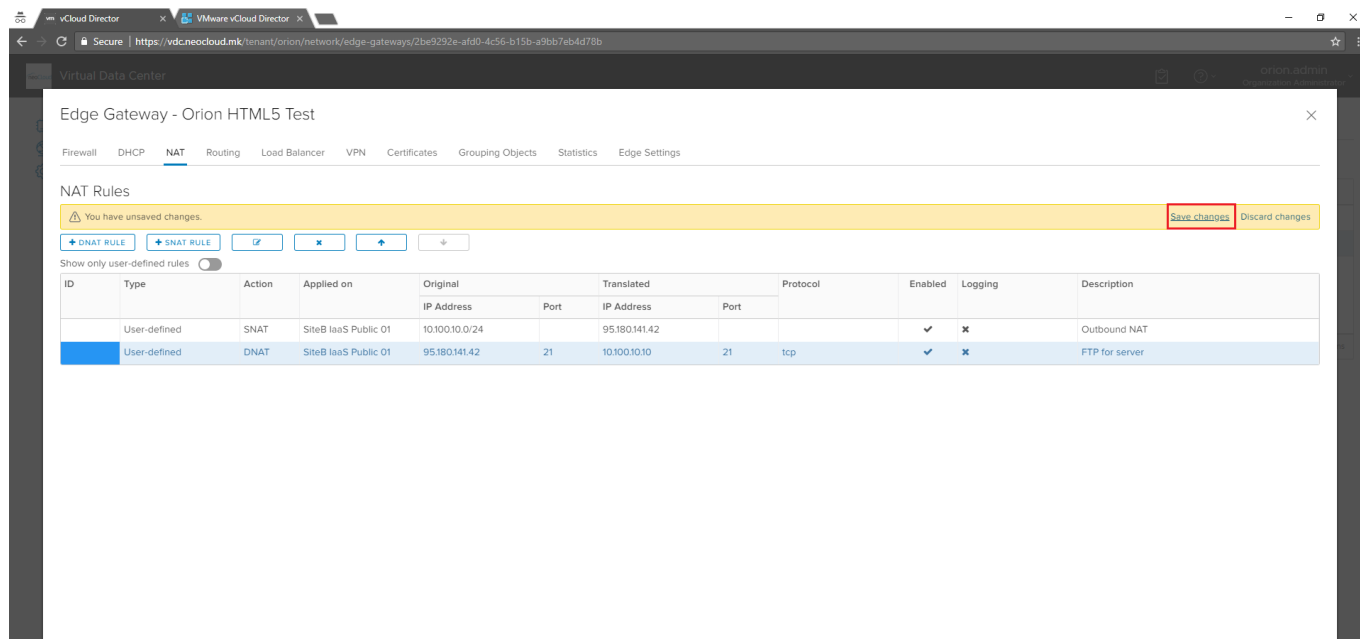 vm vCloud Director
VMware vCloud Director
Secure | https://vdc.neocloud.mk/tenant/orion/network/edge-gateways/2be9292e-afd0-4c56-b15b-a9bb7eb4d78b
Virtual Data Center
orion.admin
Organization Administrator
Edge Gateway - Orion HTML5 Test
Firewall DHCP NAT Routing Load Balancer VPN Certificates Grouping Objects Statistics Edge Settings
NAT Rules
You have unsaved changes. Save changes Discard changes
+ DNAT RULE + SNAT RULE
Show only user-defined rules
ID Type Action Applied on Original Translated Protocol Enabled Logging Description
IP Address Port IP Address Port
User-defined SNAT SiteB IaaS Public 01 10.100.10.0/24 95.180.141.42 Outbound NAT
User-defined DNAT SiteB IaaS Public 01 95.180.141.42 21 10.100.10.10 21 tcp FTP for server